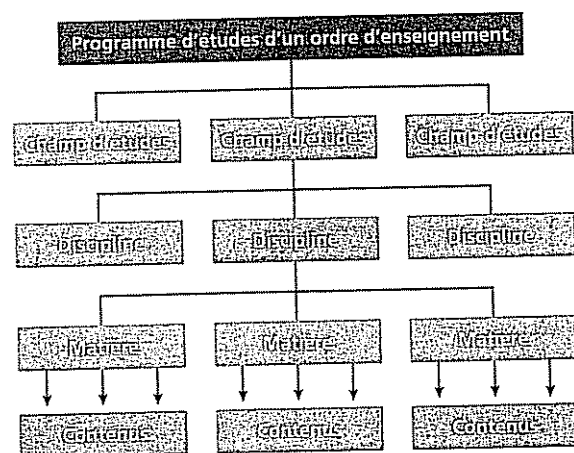 Programme d'études d'un ordre d'enseignement
Champ d'études Champ d'études Champ d'études
Discipline Discipline Discipline
Matière Matière Matière
Contenus Contenus Contenus